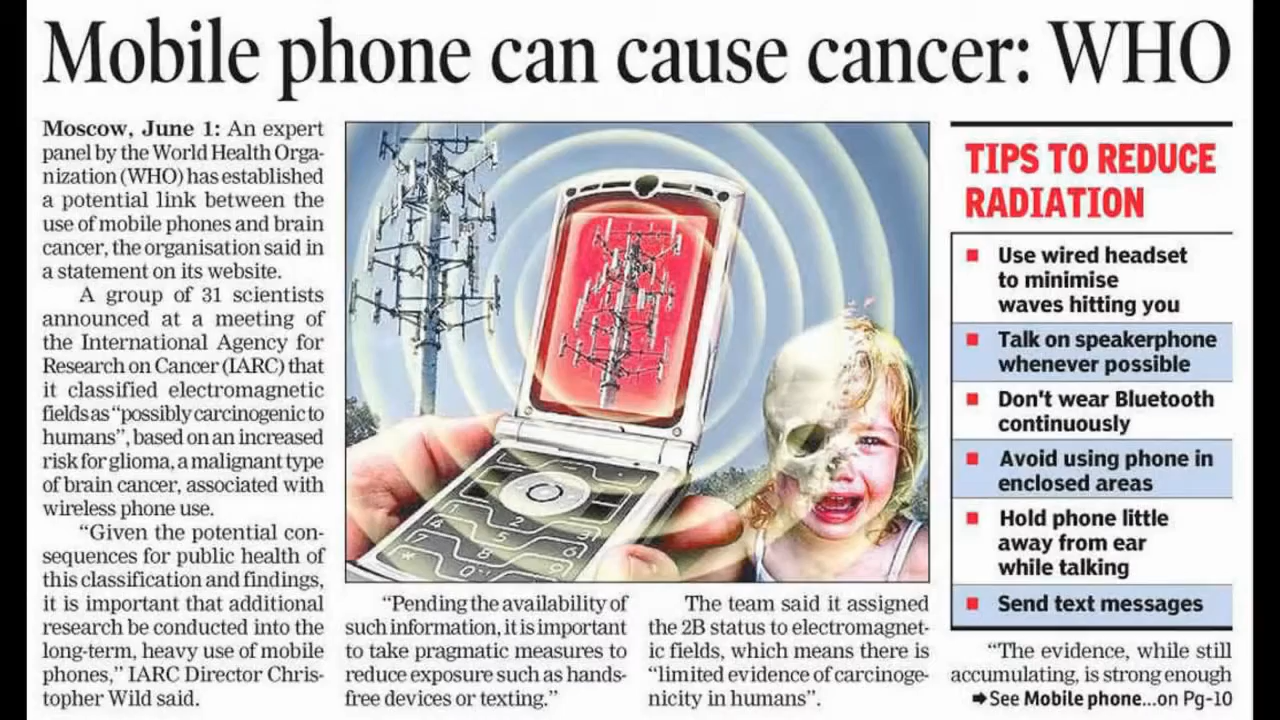 Mobile phone can cause cancer: WHO
Moscow, June 1: An expert
panel by the World Health Orga-
nization (WHO) has established
a potential link between the
use of mobile phones and brain
cancer, the organisation said in
a statement on its website.
A group of 31 scientists
announced at a meeting of
the International Agency for
Research on Cancer (IARC) that
it classified electromagnetic
fields as “possibly carcinogenic to
humans”, based on an increased
risk for glioma, a malignant type
of brain cancer, associated with
wireless phone use.
“Given the potential con-
sequences for public health of
this classification and findings,
it is important that additional
research be conducted into the
long-term, heavy use of mobile
phones,” IARC Director Chris-
topher Wild said.
“Pending the availability of
such information, it is important
to take pragmatic measures to
reduce exposure such as hands-
free devices or texting.”
The team said it assigned
the 2B status to electromagnet-
ic fields, which means there is
“limited evidence of carcinoge-
nicity in humans”.
TIPS TO REDUCE
RADIATION
Use wired headset
to minimise
waves hitting you
Talk on speakerphone
whenever possible
Don't wear Bluetooth
continuously
Avoid using phone in
enclosed areas
Hold phone little
away from ear
while talking
Send text messages
“The evidence, while still
accumulating, is strong enough
➡See Mobile phone...on Pg-10